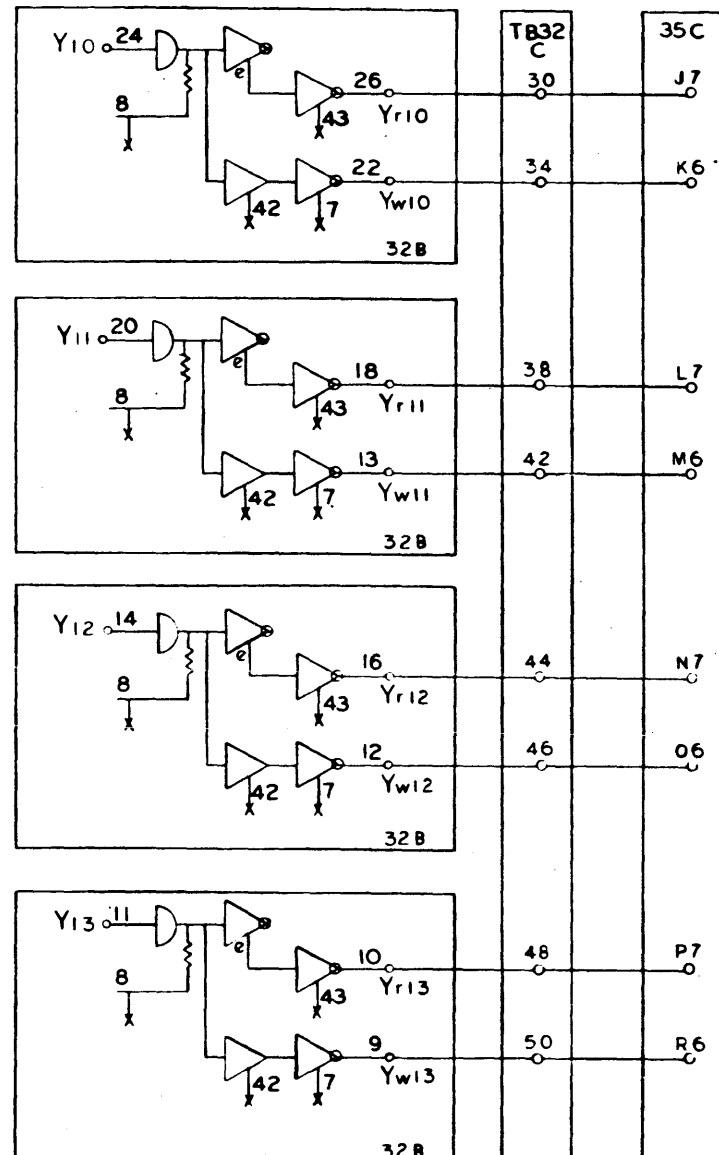 TB32 35C
C
Y10 24
8
e
26 30 J7
43 Yr10
22 34 K6
42 7 Yw10
32B
Y11 20
8
e
18 38 L7
43 Yr11
13 42 M6
42 7 Yw11
32B
Y12 14
8
e
16 44 N7
43 Yr12
12 46 O6
42 7 Yw12
32B
Y13 11
8
e
10 48 P7
43 Yr13
9 50 R6
42 7 Yw13
32B